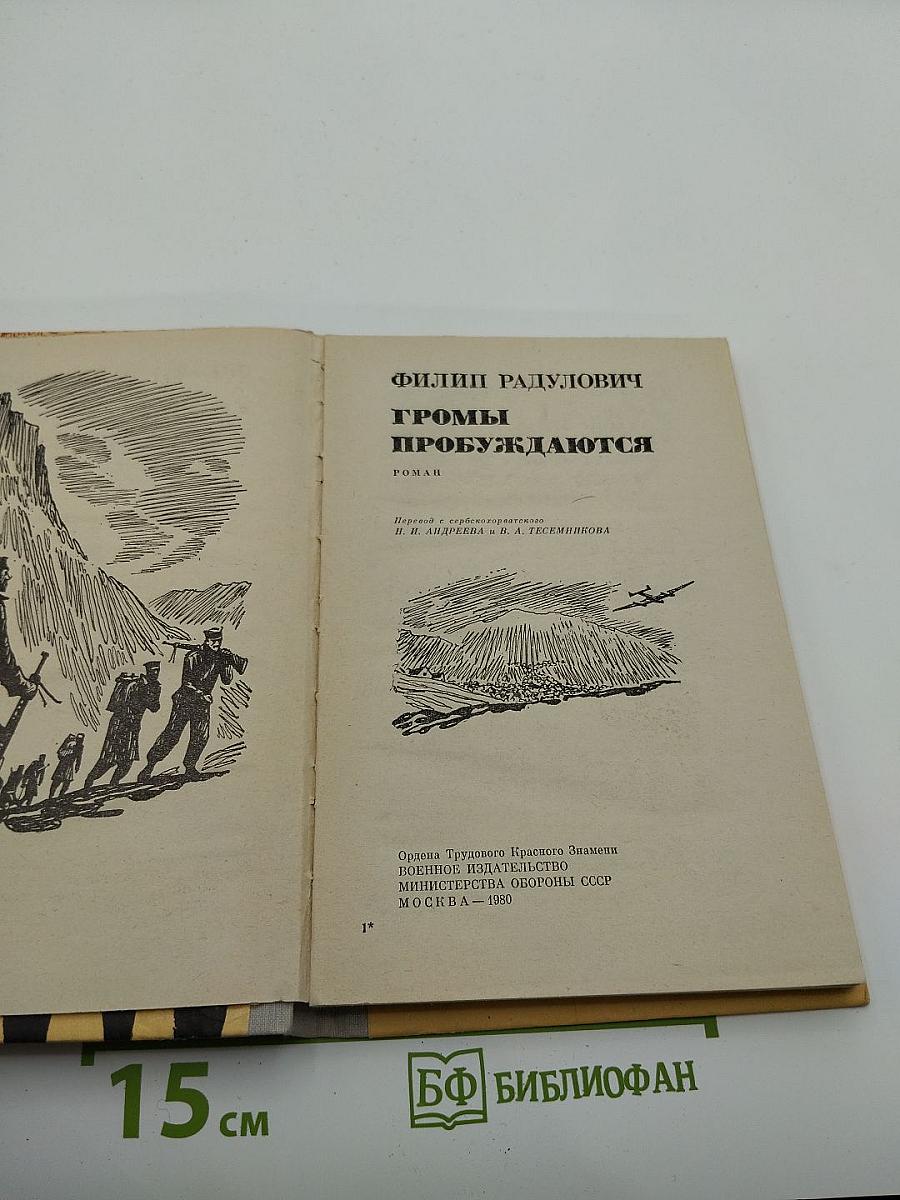 ФИЛИП РАДУЛОВИЧ
ГРОМЫ
ПРОБУЖДАЮТСЯ
РОМАН
Перевод с сербскохорватского
Н. И. АНДРЕЕВА и В. А. ТЕСЕМНИКОВА
Ордена Трудового Красного Знамени
ВОЕННОЕ ИЗДАТЕЛЬСТВО
МИНИСТЕРСТВА ОБОРОНЫ СССР
МОСКВА — 1980
1*
15 см
БФ БИБЛИОФАН